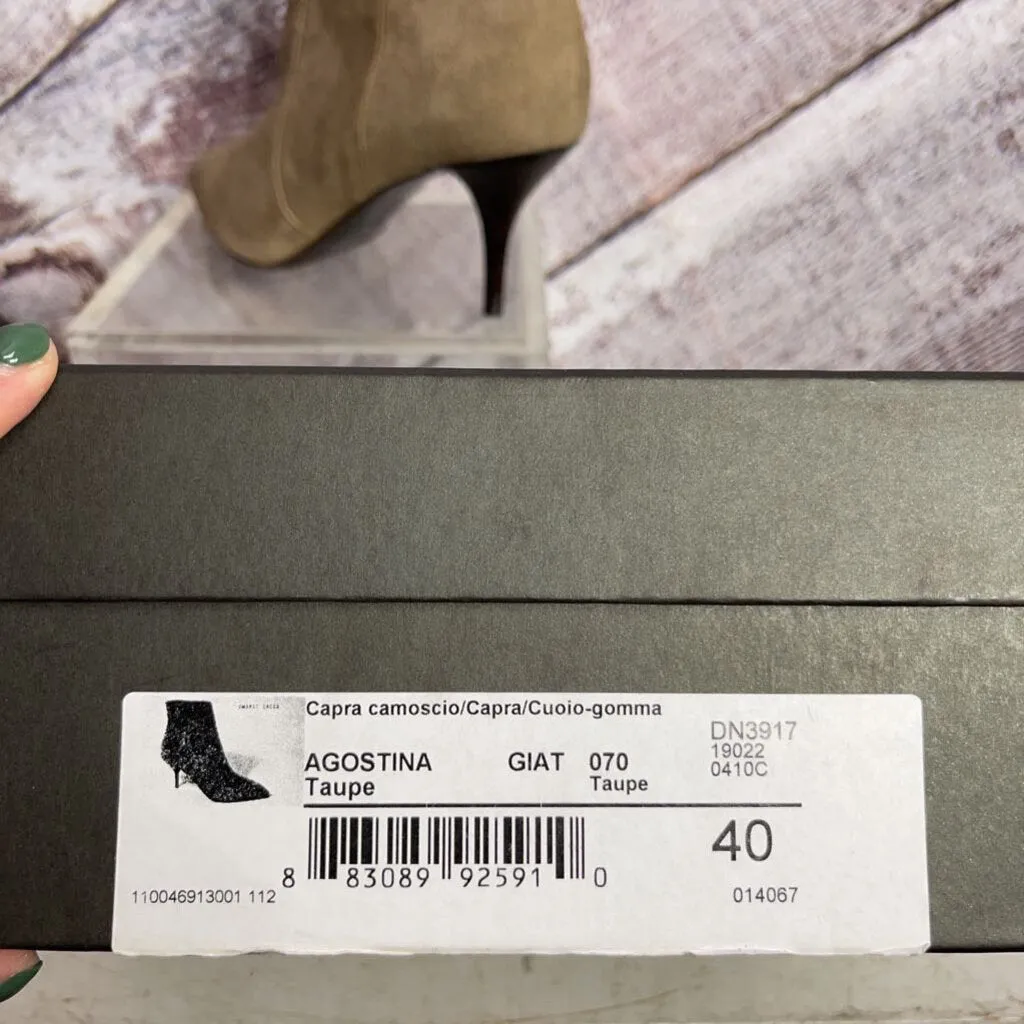 Capra camoscio/Capra/Cuoio-gomma
DN3917
19022
0410C
AGOSTINA GIAT 070
Taupe Taupe
40
8 83089 92591 0
110046913001 112
014067